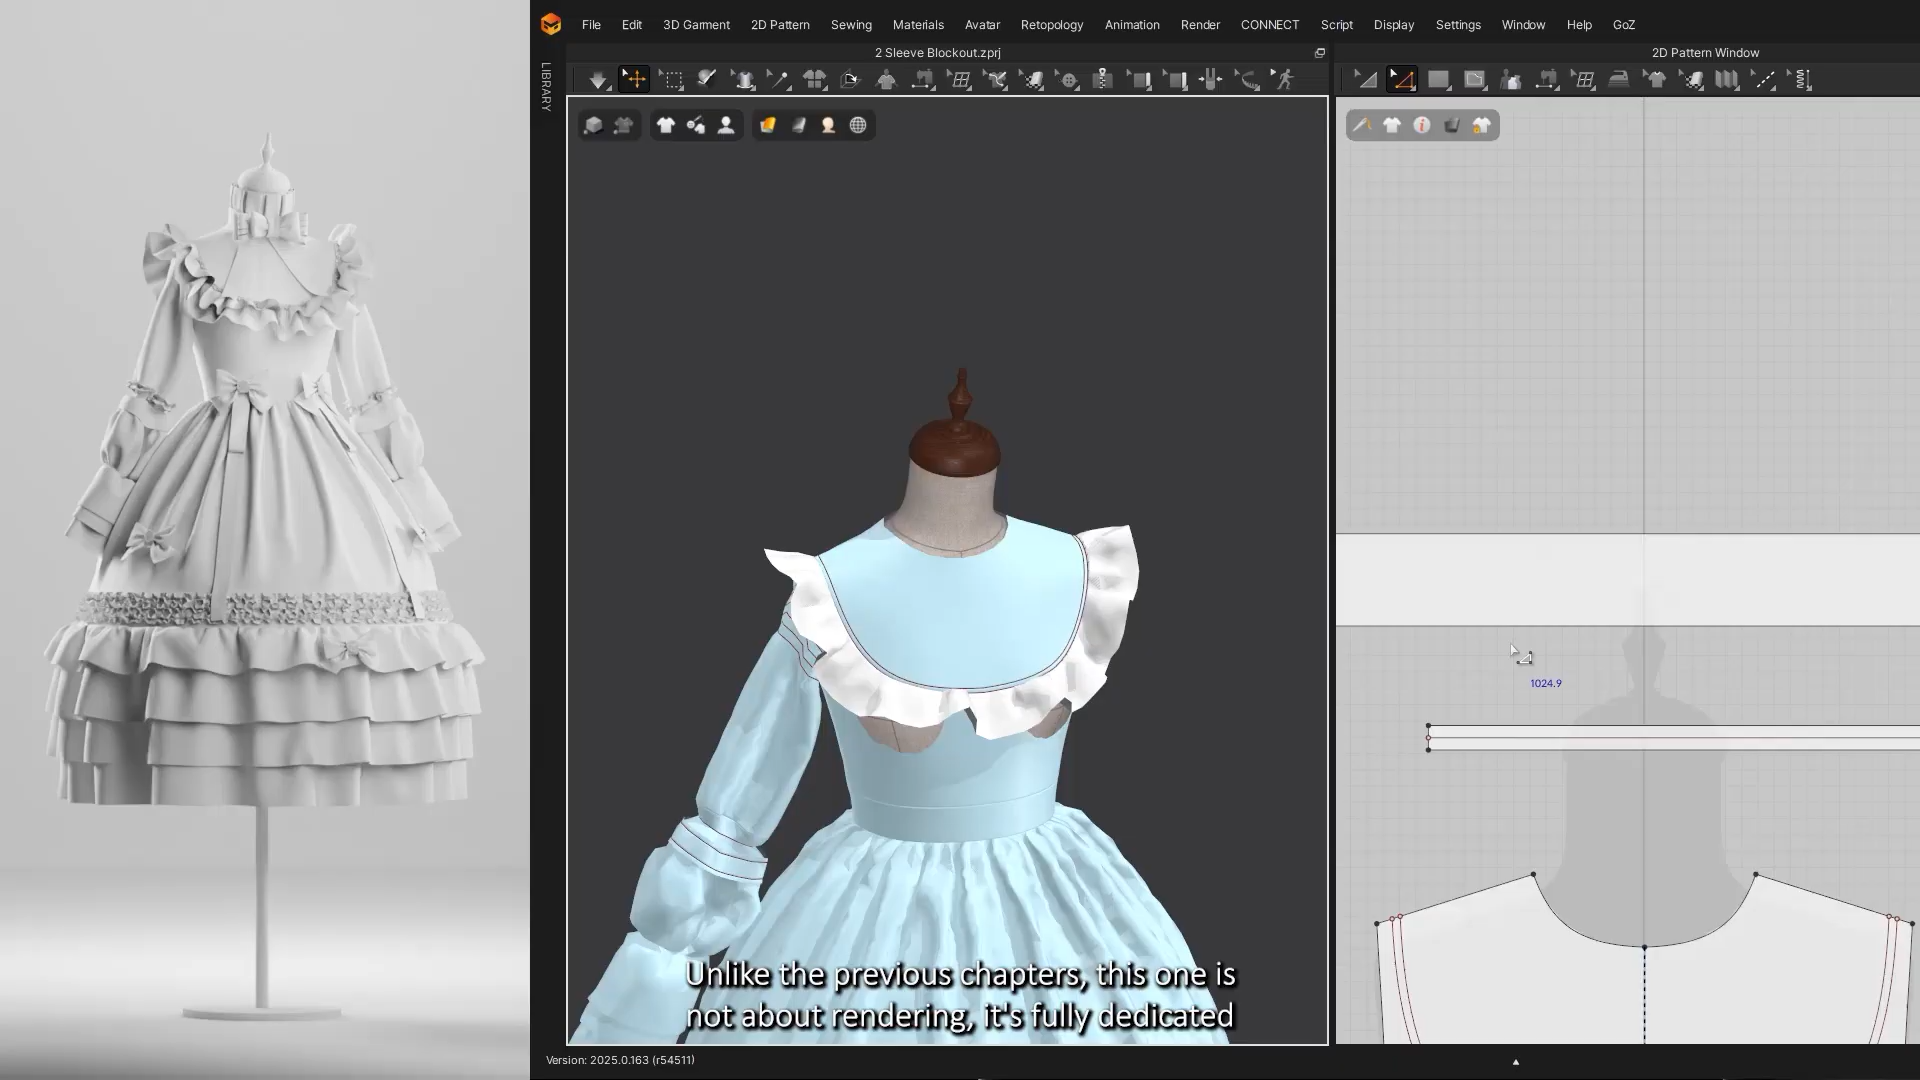 File Edit 3D Garment 2D Pattern Sewing Materials Avatar Retopology Animation Render CONNECT Script Display Settings Window Help GoZ
LIBRARY
2 Sleeve Blockout.zprj
2D Pattern Window
1024.9
Unlike the previous chapters, this one is
not about rendering, it's fully dedicated
Version: 2025.0.163 (r54511)